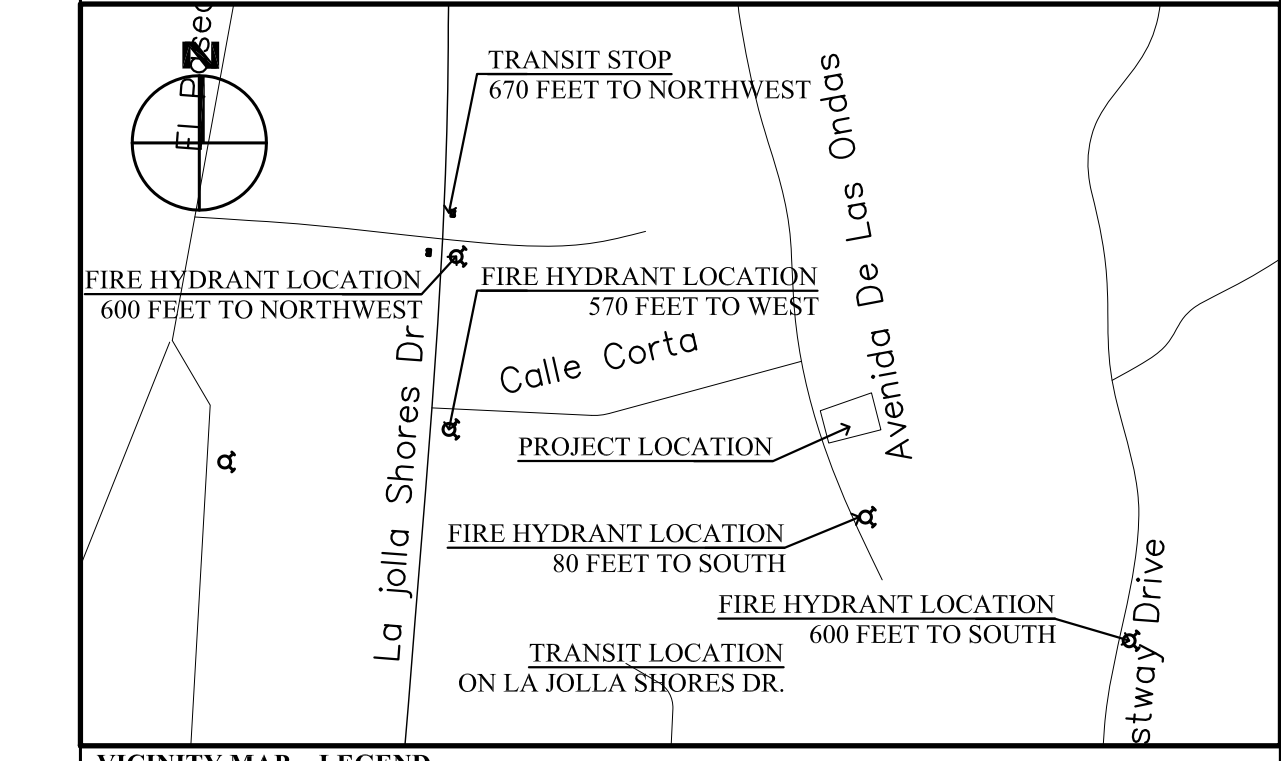 El Paseo
N
TRANSIT STOP
670 FEET TO NORTHWEST
Avenida De Las Ondas
FIRE HYDRANT LOCATION
600 FEET TO NORTHWEST
FIRE HYDRANT LOCATION
570 FEET TO WEST
La jolla Shores Dr
Calle Corta
PROJECT LOCATION
FIRE HYDRANT LOCATION
80 FEET TO SOUTH
FIRE HYDRANT LOCATION
600 FEET TO SOUTH
TRANSIT LOCATION
ON LA JOLLA SHORES DR.
stway Drive
VICINITY MAP - LEGEND